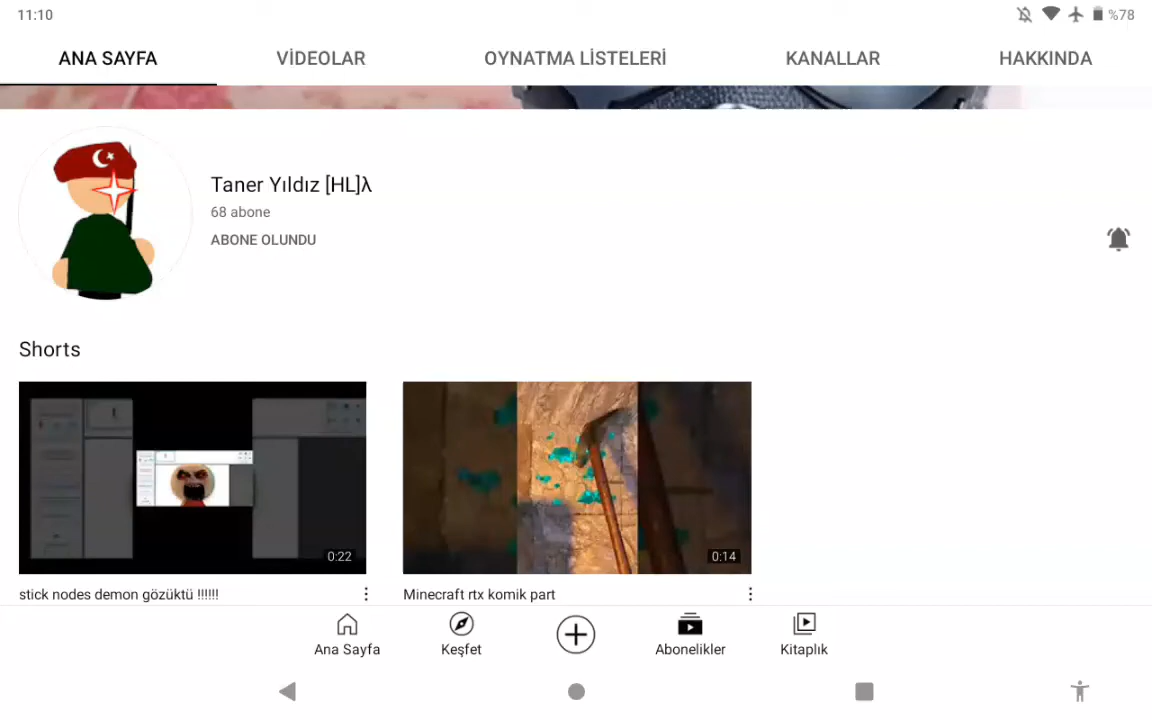 11:10
%78
ANA SAYFA
VİDEOLAR
OYNATMA LİSTELERİ
KANALLAR
HAKKINDA
Taner Yıldız [HL]λ
68 abone
ABONE OLUNDU
Shorts
0:22
0:14
stick nodes demon gözüktü !!!!!!
Minecraft rtx komik part
Ana Sayfa
Keşfet
Abonelikler
Kitaplık